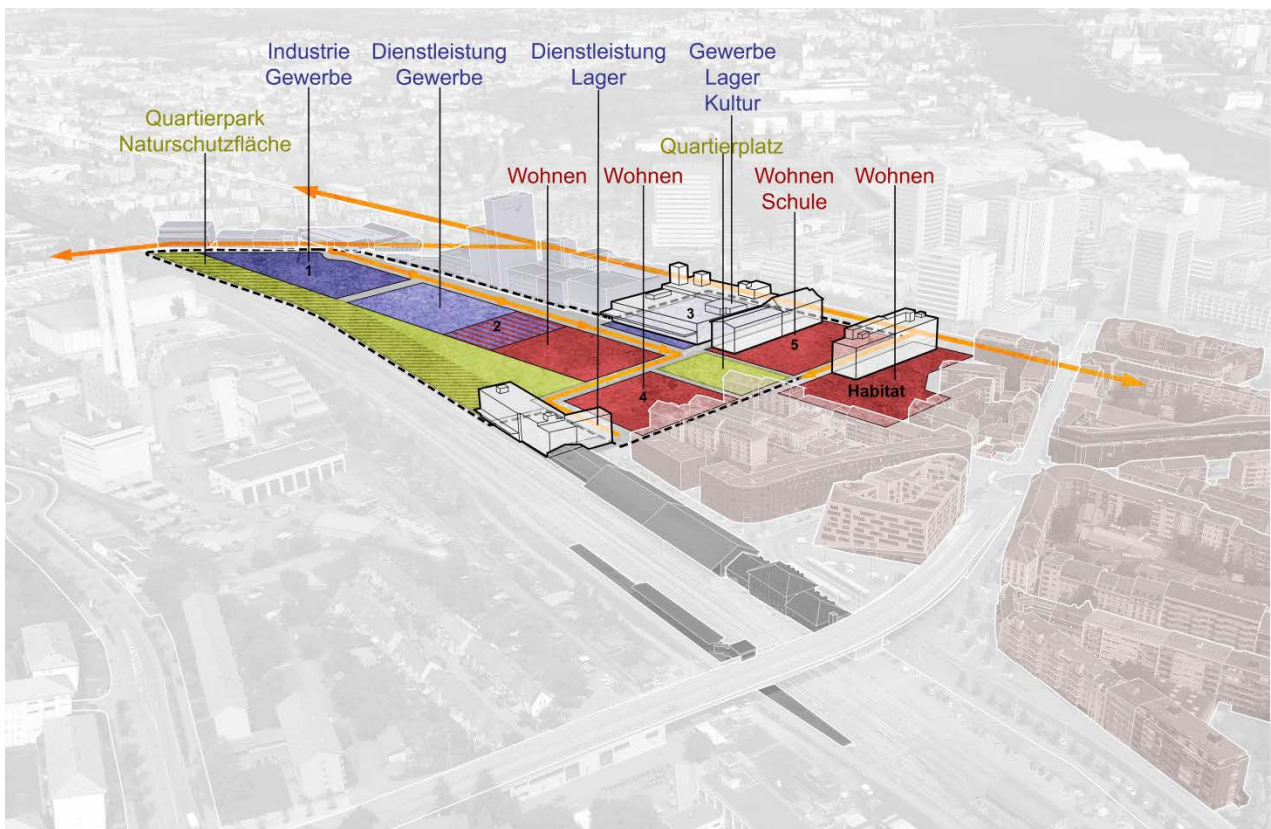 Industrie
Gewerbe
Dienstleistung
Gewerbe
Dienstleistung
Lager
Gewerbe
Lager
Kultur
Quartierpark
Naturschutzfläche
Quartierplatz
Wohnen
Wohnen
Wohnen
Schule
Wohnen
1
2
3
4
5
Habitat